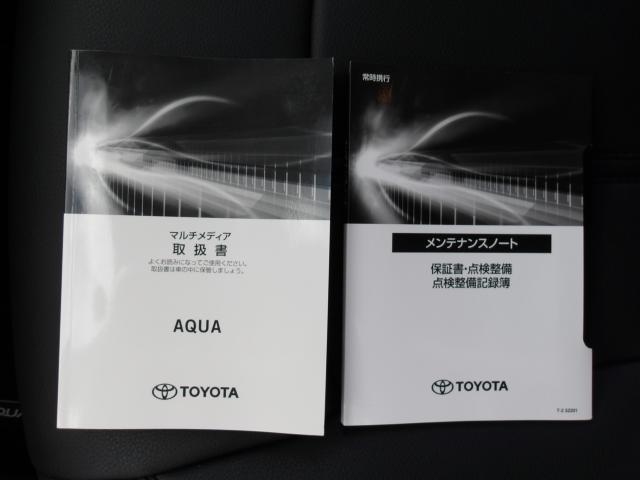 マルチメディア
取扱書
よくお読みになってご使用ください。
取扱書は車の中に保管しましょう。
AQUA
TOYOTA
常時携行
メンテナンスノート
保証書・点検整備
点検整備記録簿
TOYOTA